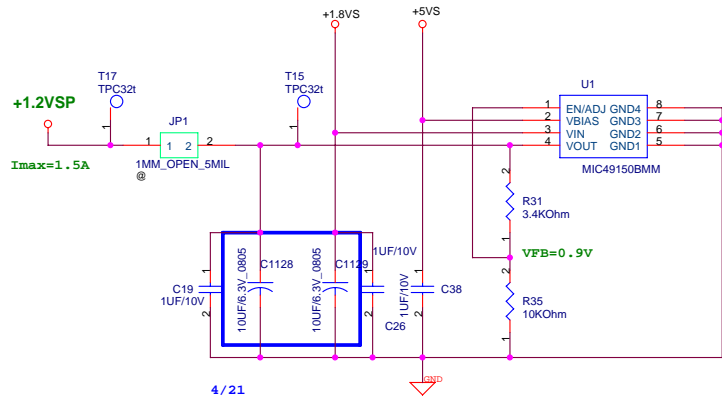 +1.8VS
+5VS
T17
TPC32t
T15
TPC32t
U1
+1.2VSP
JP1
1
1
1 2
2
1
1
2
3
4
EN/ADJ GND4
VBIAS GND3
VIN GND2
VOUT GND1
8
7
6
5
Imax=1.5A
1MM_OPEN_5MIL
@
MIC49150BMM
2
R31
3.4KOhm
1
VFB=0.9V
1UF/10V
1
C19
1UF/10V
2
10UF/6.3V_0805
C1128
10UF/6.3V_0805
C1129
1
2
C26
1
1UF/10V
2
C38
2
R35
10KOhm
1
GND
4/21